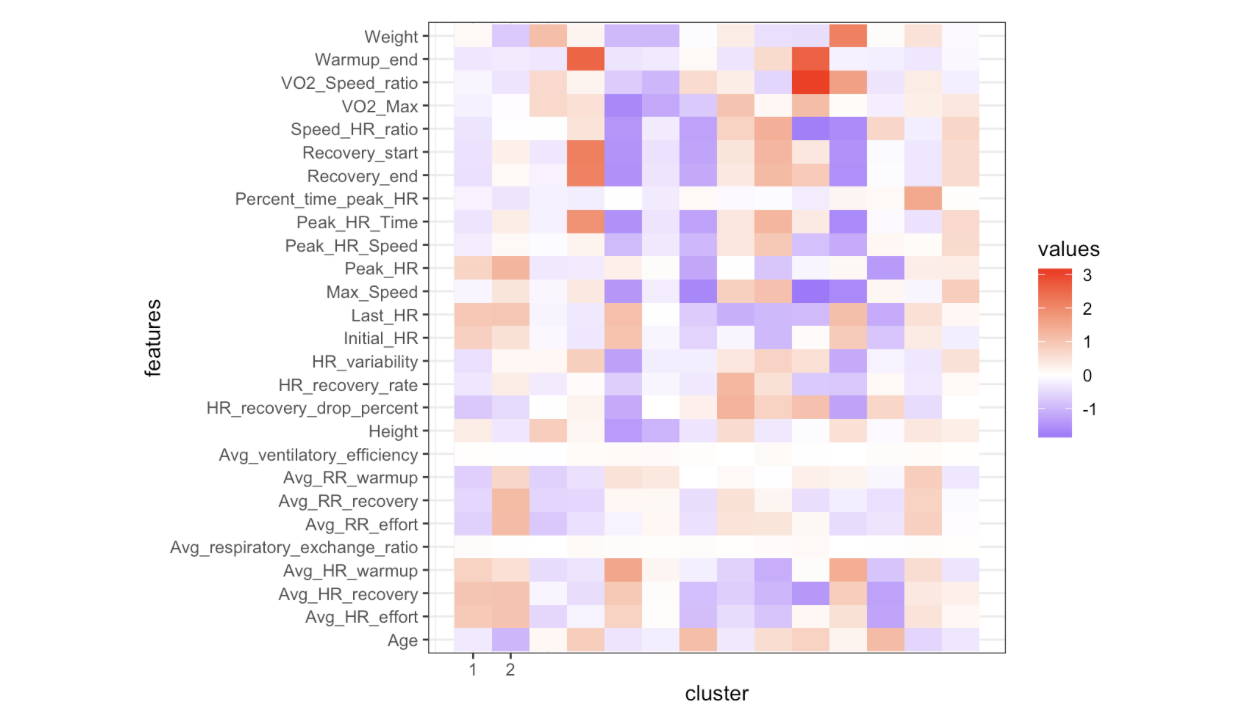 Weight
Warmup_end
VO2_Speed_ratio
VO2_Max
Speed_HR_ratio
Recovery_start
Recovery_end
Percent_time_peak_HR
Peak_HR_Time
Peak_HR_Speed
Peak_HR
Max_Speed
Last_HR
Initial_HR
HR_variability
HR_recovery_rate
HR_recovery_drop_percent
Height
Avg_ventilatory_efficiency
Avg_RR_warmup
Avg_RR_recovery
Avg_RR_effort
Avg_respiratory_exchange_ratio
Avg_HR_warmup
Avg_HR_recovery
Avg_HR_effort
Age
features
1 2
cluster
values
3
2
1
0
-1